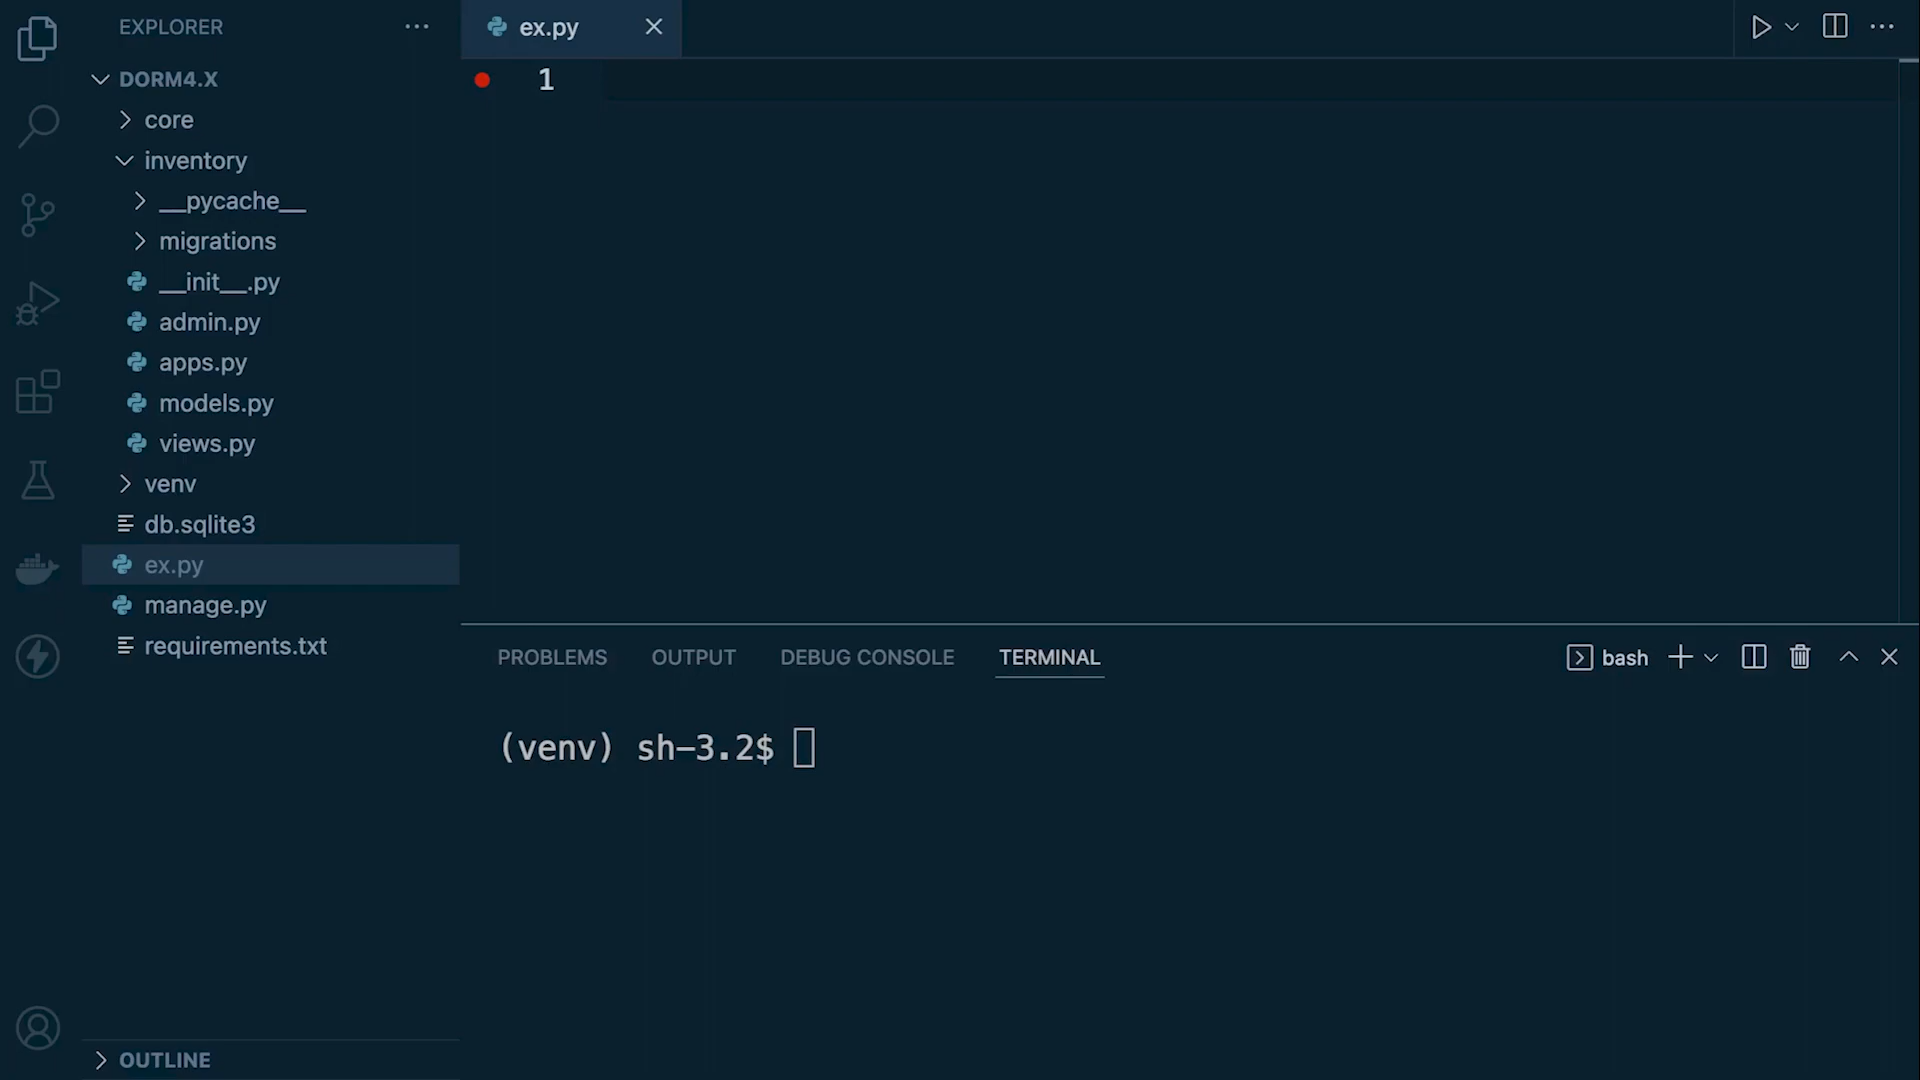 EXPLORER
ex.py
DORM4.X
1
core
inventory
__pycache__
migrations
__init__.py
admin.py
apps.py
models.py
views.py
venv
db.sqlite3
ex.py
manage.py
requirements.txt
PROBLEMS OUTPUT DEBUG CONSOLE TERMINAL bash
(venv) sh-3.2$
OUTLINE